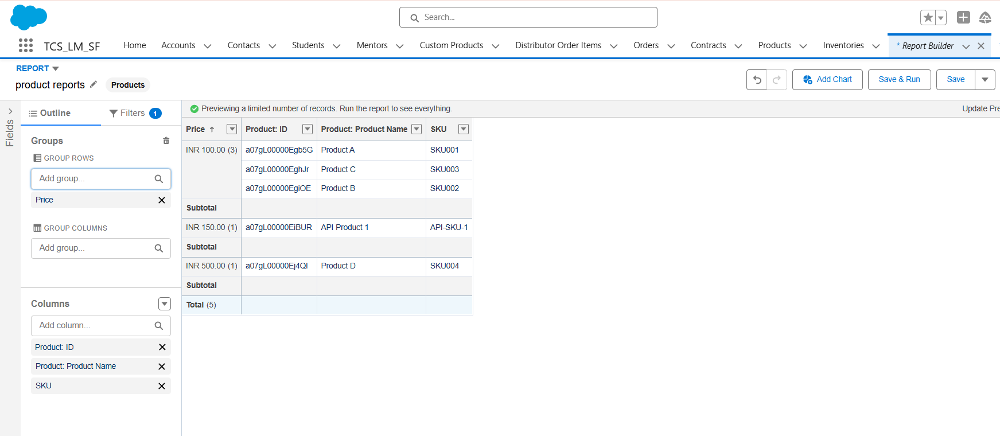 Search...
TCS_LM_SF Home Accounts Contacts Students Mentors Custom Products Distributor Order Items Orders Contracts Products Inventories * Report Builder
REPORT
product reports Products
Add Chart Save & Run Save
Fields
Outline Filters 1
Previewing a limited number of records. Run the report to see everything. Update Pre
Groups
GROUP ROWS
Add group...
Price
GROUP COLUMNS
Add group...
Columns
Add column...
Product: ID
Product: Product Name
SKU
Price Product: ID Product: Product Name SKU
INR 100.00 (3) a07gL00000Egb5G Product A SKU001
a07gL00000EghJr Product C SKU003
a07gL00000EgiOE Product B SKU002
Subtotal
INR 150.00 (1) a07gL00000EiBUR API Product 1 API-SKU-1
Subtotal
INR 500.00 (1) a07gL00000Ej4QI Product D SKU004
Subtotal
Total (5)